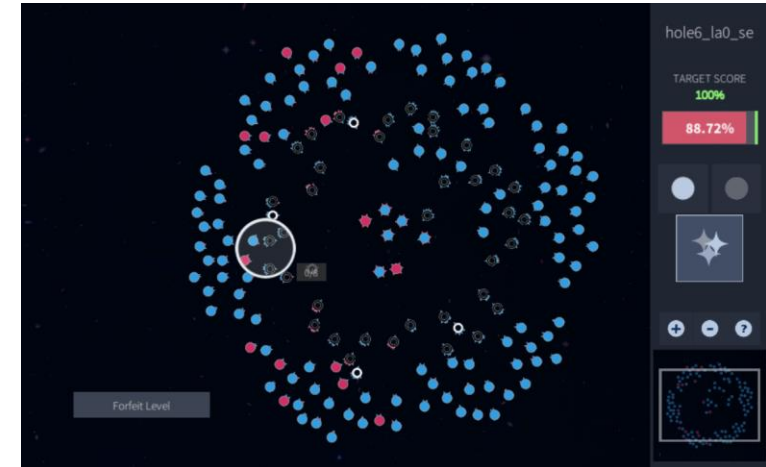 hole6_la0_se
TARGET SCORE
100%
88.72%
Forfeit Level